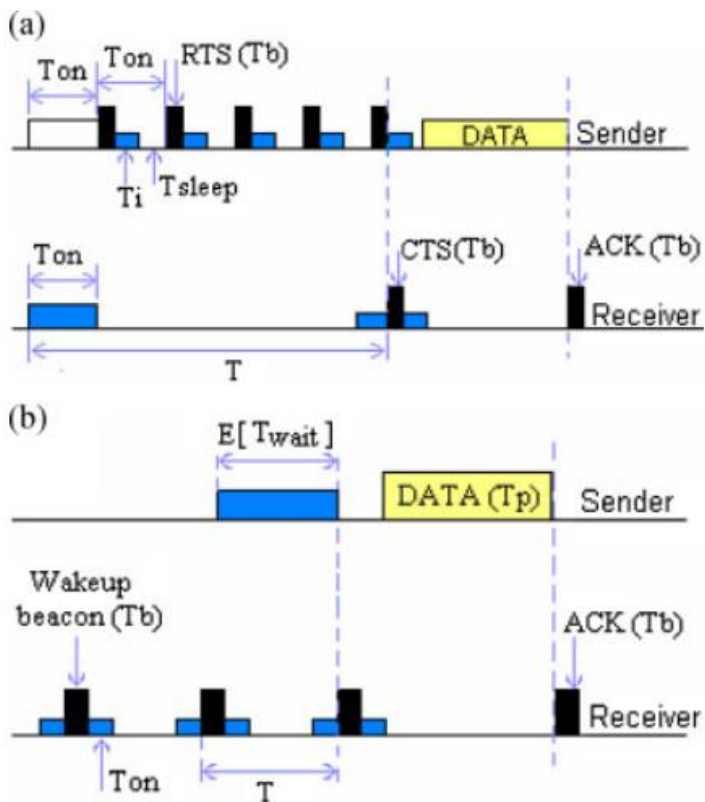 (a)
Ton
Ton
RTS (Tb)
DATA
Sender
Ti
Tsleep
Ton
CTS(Tb)
ACK (Tb)
Receiver
T
(b)
E[Twait]
DATA (Tp)
Sender
Wakeup
beacon (Tb)
ACK (Tb)
Receiver
Ton
T